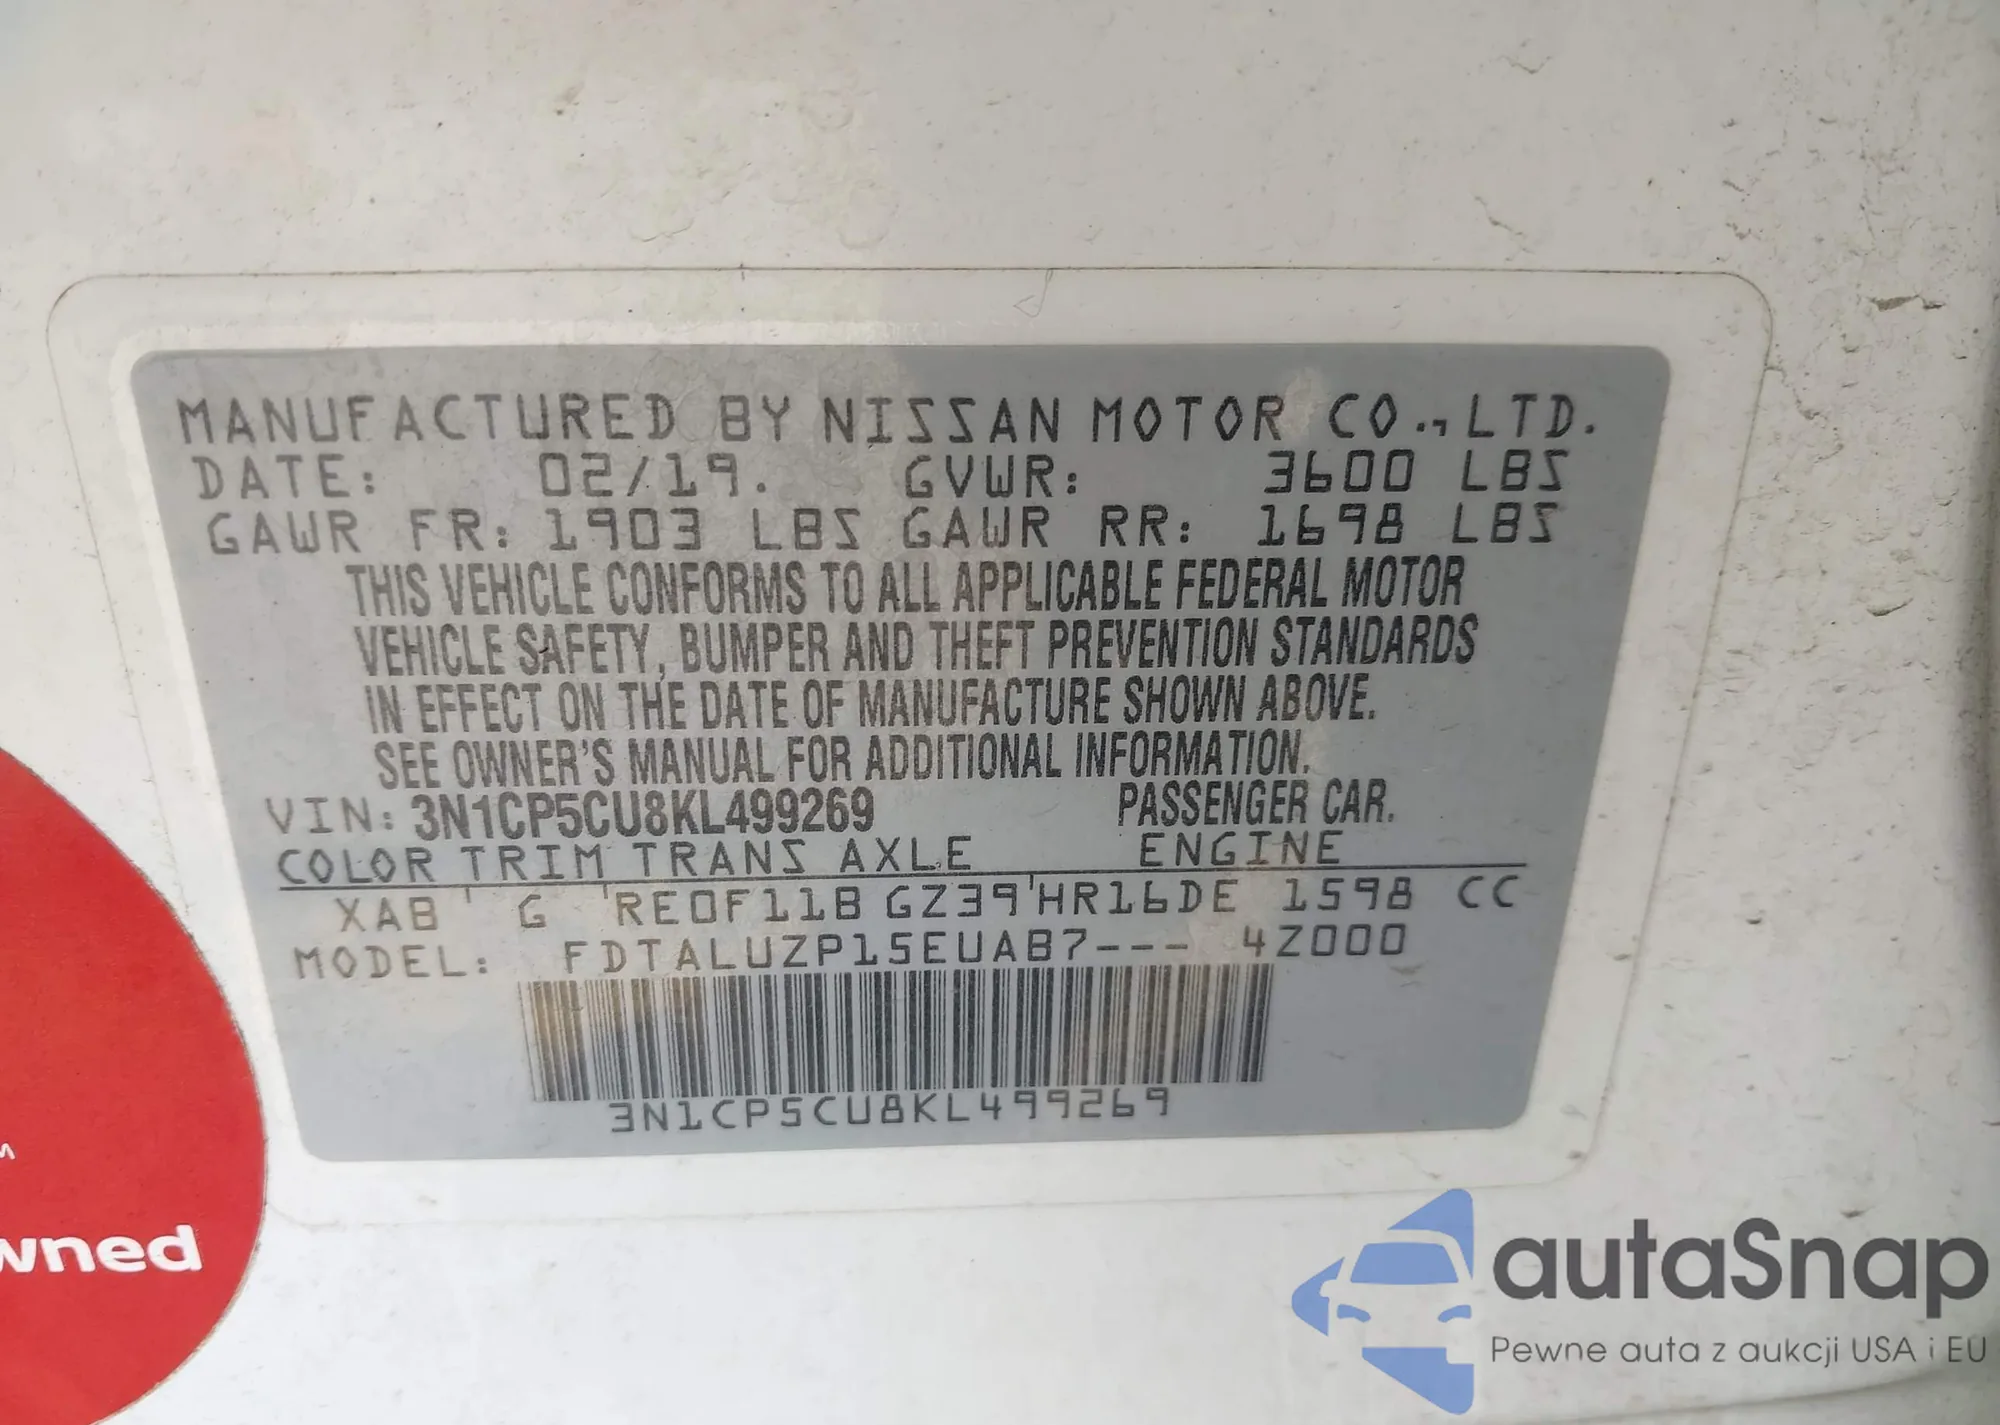 MANUFACTURED BY NISSAN MOTOR CO., LTD.
DATE: 02/19. GVWR: 3600 LBS
GAWR FR: 1903 LBS GAWR RR: 1698 LBS
THIS VEHICLE CONFORMS TO ALL APPLICABLE FEDERAL MOTOR
VEHICLE SAFETY, BUMPER AND THEFT PREVENTION STANDARDS
IN EFFECT ON THE DATE OF MANUFACTURE SHOWN ABOVE.
SEE OWNER'S MANUAL FOR ADDITIONAL INFORMATION.
VIN: 3N1CP5CU8KL499269 PASSENGER CAR.
COLOR TRIM TRANS AXLE ENGINE
XAB G RE0F11B GZ39 HR16DE 1598 CC
MODEL: FDTALUZP15EUAB7--- 4Z000
3N1CP5CU8KL499269
wned
autaSnap
Pewne auta z aukcji USA i EU